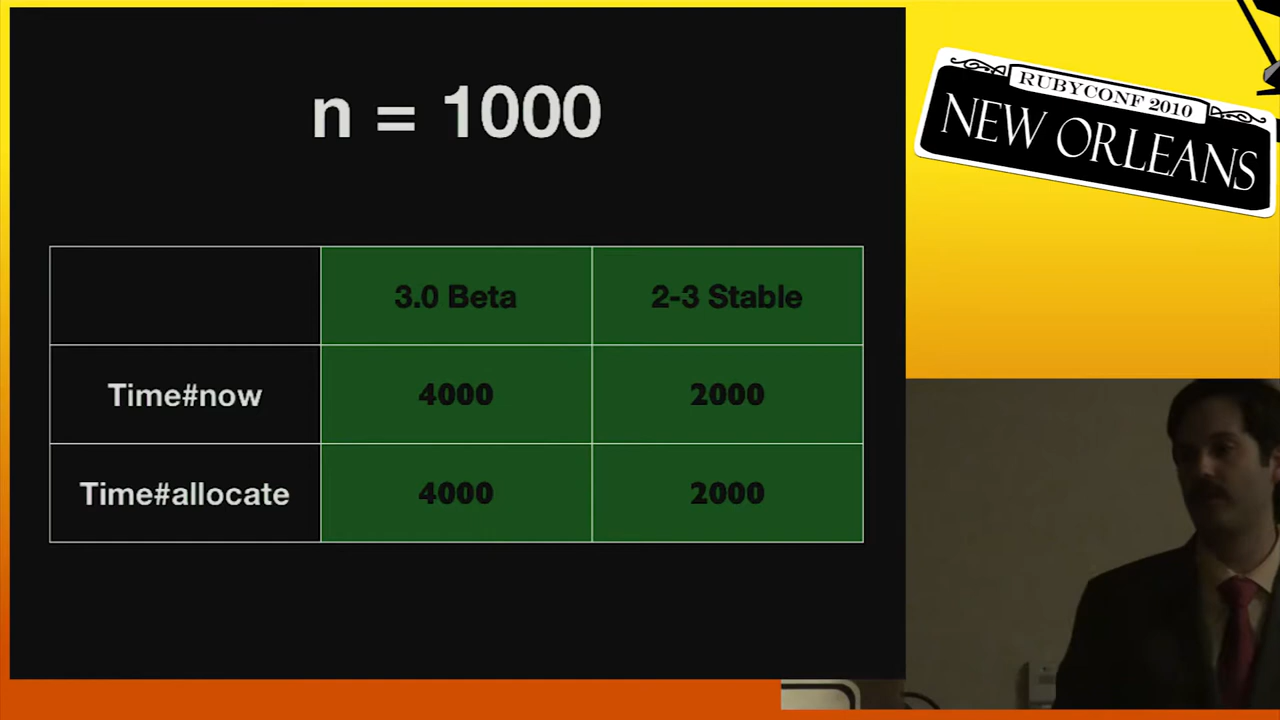 n = 1000
3.0 Beta 2-3 Stable
Time#now 4000 2000
Time#allocate 4000 2000
RUBYCONF 2010
NEW ORLEANS